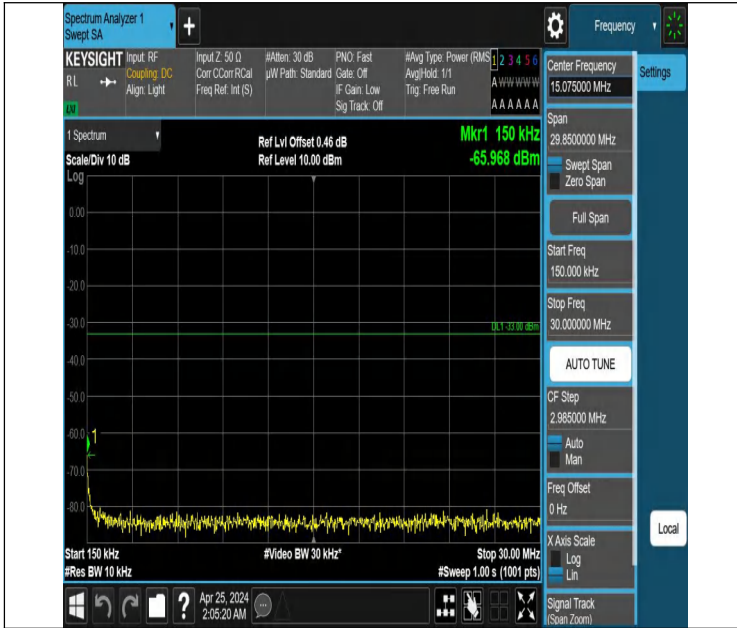 Spectrum Analyzer 1
Swept SA
+
Frequency
KEYSIGHT
RL
LXI
Input: RF
Coupling: DC
Align: Light
Input Z: 50 Ω
Corr CCorr RCal
Freq Ref: Int (S)
#Atten: 30 dB
µW Path: Standard
PNO: Fast
Gate: Off
IF Gain: Low
Sig Track: Off
#Avg Type: Power (RMS
Avg|Hold: 1/1
Trig: Free Run
1 2 3 4 5 6
A W W W W W
A A A A A A
Center Frequency
15.075000 MHz
Settings
Span
29.8500000 MHz
Swept Span
Zero Span
Full Span
Start Freq
150.000 kHz
Stop Freq
30.000000 MHz
AUTO TUNE
CF Step
2.985000 MHz
Auto
Man
Freq Offset
0 Hz
X Axis Scale
Log
Lin
Signal Track
(Span Zoom)
Local
1 Spectrum
Scale/Div 10 dB
Ref Lvl Offset 0.46 dB
Ref Level 10.00 dBm
Mkr1 150 kHz
-65.968 dBm
Log
0.00
-10.0
-20.0
-30.0
DL1 -33.00 dBm
-40.0
-50.0
-60.0
1
-70.0
-80.0
Start 150 kHz
#Video BW 30 kHz*
Stop 30.00 MHz
#Res BW 10 kHz
#Sweep 1.00 s (1001 pts)
?
Apr 25, 2024
2:05:20 AM